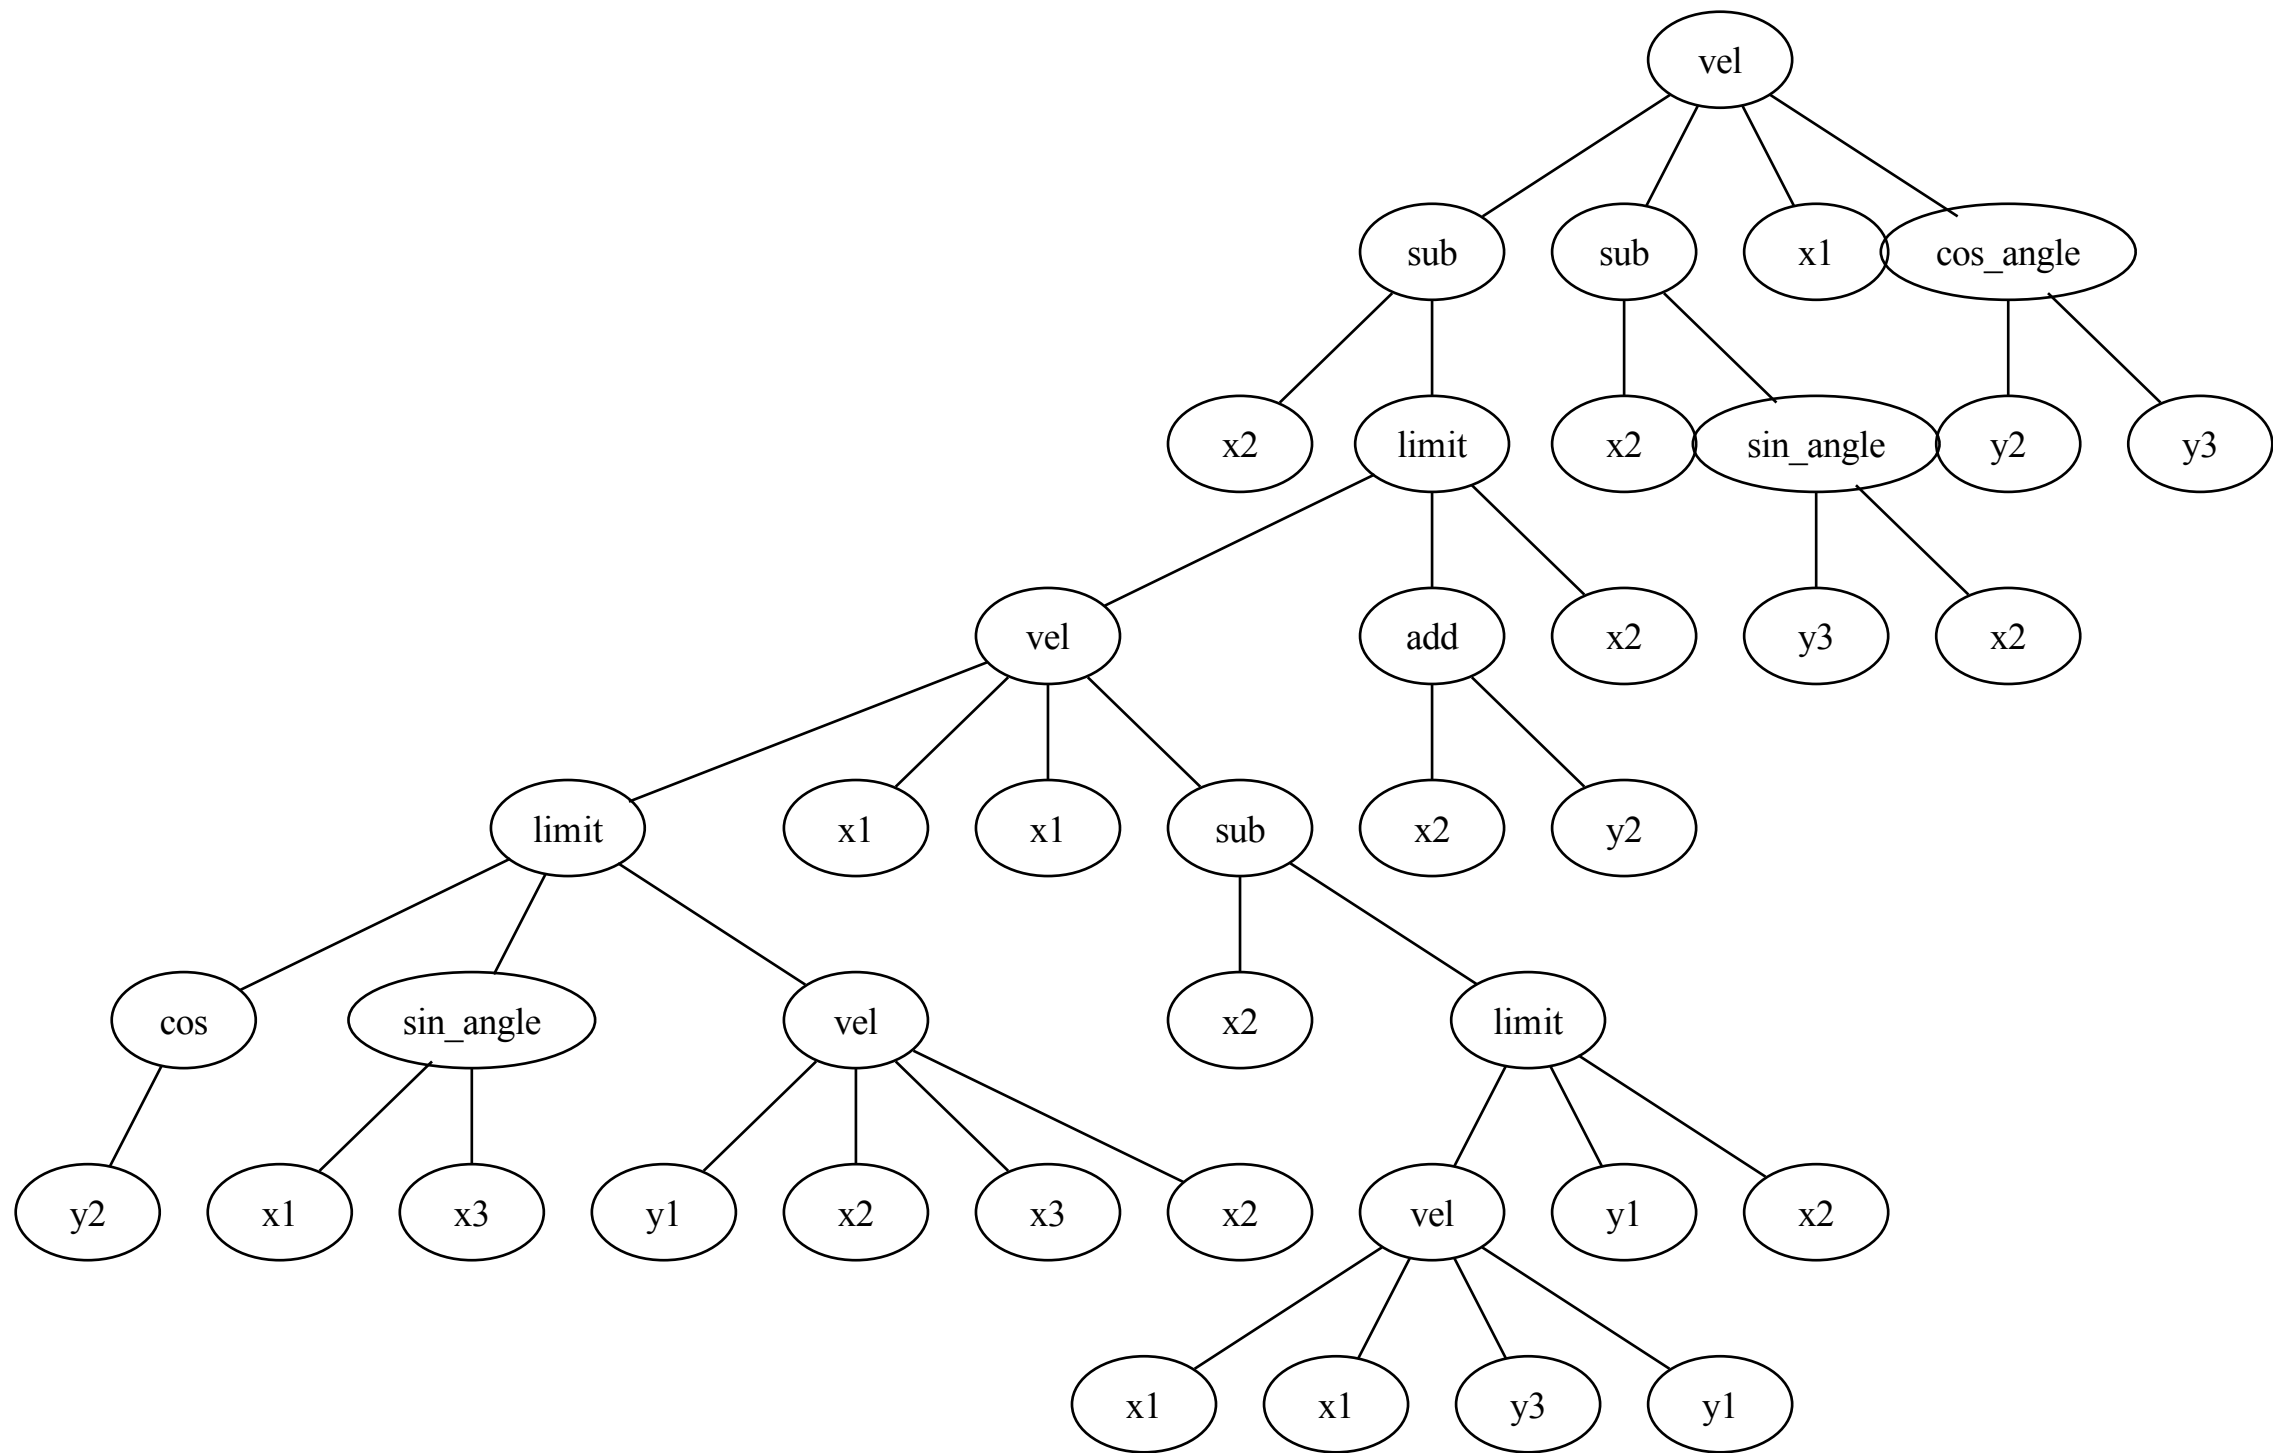 vel
sub sub x1 cos_angle
x2 limit x2 sin_angle y2 y3
vel add x2 y3 x2
limit x1 x1 sub x2 y2
cos sin_angle vel x2 limit
y2 x1 x3 y1 x2 x3 x2 vel y1 x2
x1 x1 y3 y1